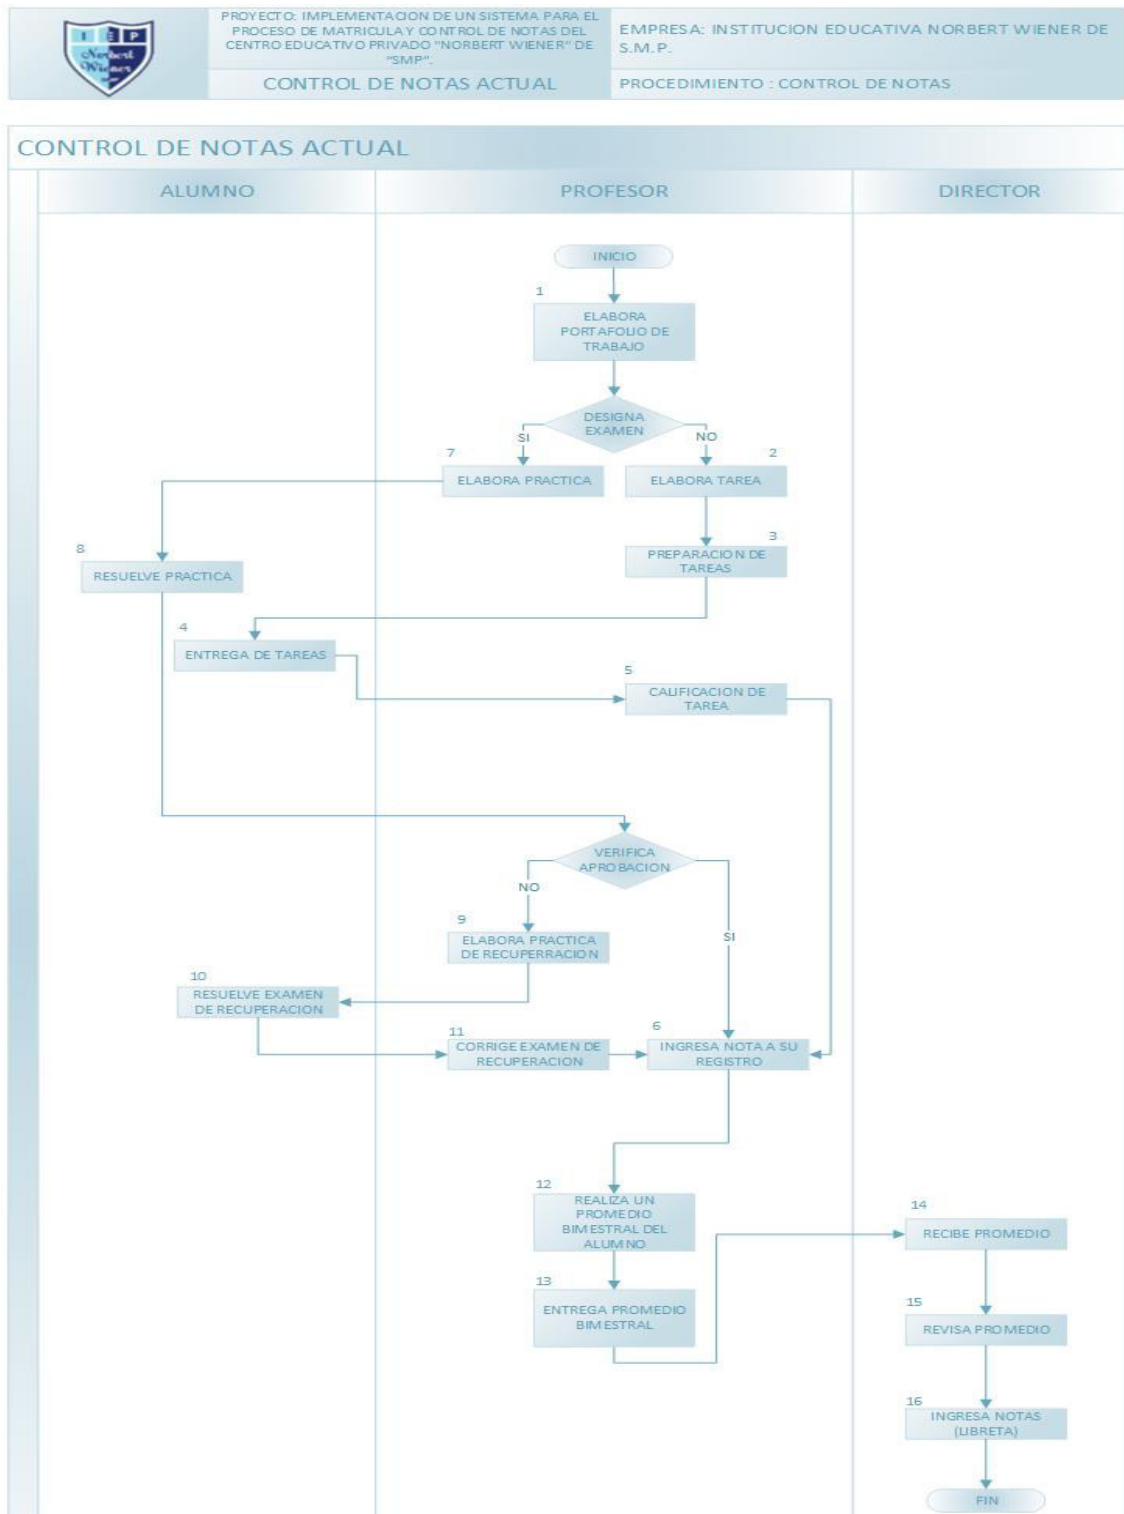 I E P
Norbert
Wiener
PROYECTO: IMPLEMENTACION DE UN SISTEMA PARA EL
PROCESO DE MATRICULA Y CONTROL DE NOTAS DEL
CENTRO EDUCATIVO PRIVADO "NORBERT WIENER" DE
"SMP".
CONTROL DE NOTAS ACTUAL
EMPRESA: INSTITUCION EDUCATIVA NORBERT WIENER DE
S.M.P.
PROCEDIMIENTO : CONTROL DE NOTAS
CONTROL DE NOTAS ACTUAL
ALUMNO
PROFESOR
DIRECTOR
INICIO
1
ELABORA
PORTAFOLIO DE
TRABAJO
DESIGNA
EXAMEN
SI
NO
7
ELABORA PRACTICA
2
ELABORA TAREA
3
PREPARACION DE
TAREAS
8
RESUELVE PRACTICA
4
ENTREGA DE TAREAS
5
CALIFICACION DE
TAREA
VERIFICA
APROBACION
NO
SI
9
ELABORA PRACTICA
DE RECUPERRACION
10
RESUELVE EXAMEN
DE RECUPERACION
11
CORRIGE EXAMEN DE
RECUPERACION
6
INGRESA NOTA A SU
REGISTRO
12
REALIZA UN
PROMEDIO
BIMESTRAL DEL
ALUMNO
13
ENTREGA PROMEDIO
BIMESTRAL
14
RECIBE PROMEDIO
15
REVISA PROMEDIO
16
INGRESA NOTAS
(LIBRETA)
FIN